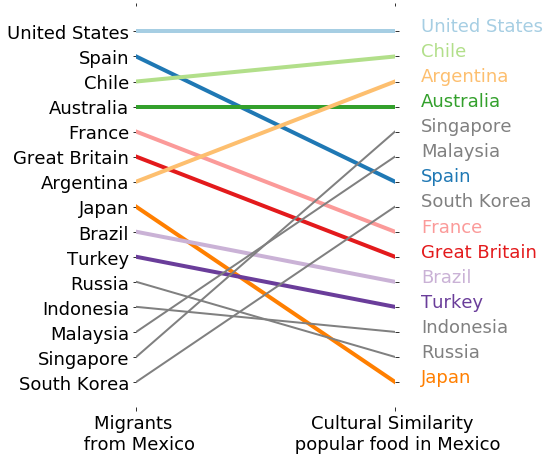 United States
Spain
Chile
Australia
France
Great Britain
Argentina
Japan
Brazil
Turkey
Russia
Indonesia
Malaysia
Singapore
South Korea
United States
Chile
Argentina
Australia
Singapore
Malaysia
Spain
South Korea
France
Great Britain
Brazil
Turkey
Indonesia
Russia
Japan
Migrants
from Mexico
Cultural Similarity
popular food in Mexico